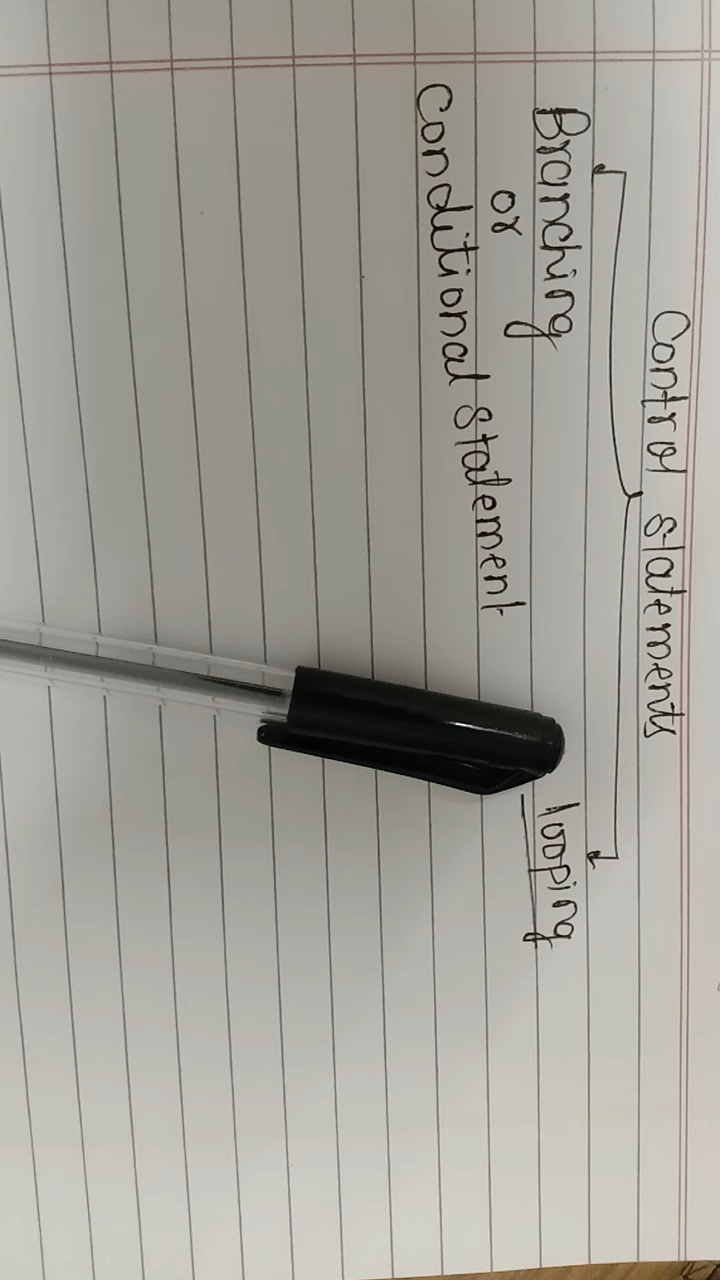 Control statements
Branching
or
Conditional statement
looping